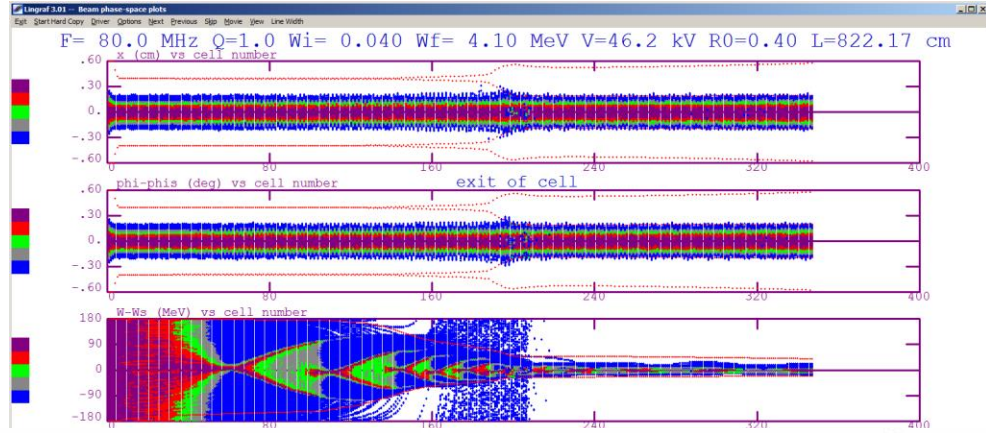 Lingraf 3.01 -- Beam phase-space plots
Exit Start Hard Copy Driver Options Next Previous Skip Movie View Line Width
F= 80.0 MHz Q=1.0 Wi= 0.040 Wf= 4.10 MeV V=46.2 kV R0=0.40 L=822.17 cm
x (cm) vs cell number
.60
.30
0.
-.30
-.60
0 80 160 240 320 400
phi-phis (deg) vs cell number
exit of cell
.60
.30
0.
-.30
-.60
0 80 160 240 320 400
W-Ws (MeV) vs cell number
180
90
0
-90
-180
0 80 160 240 320 400